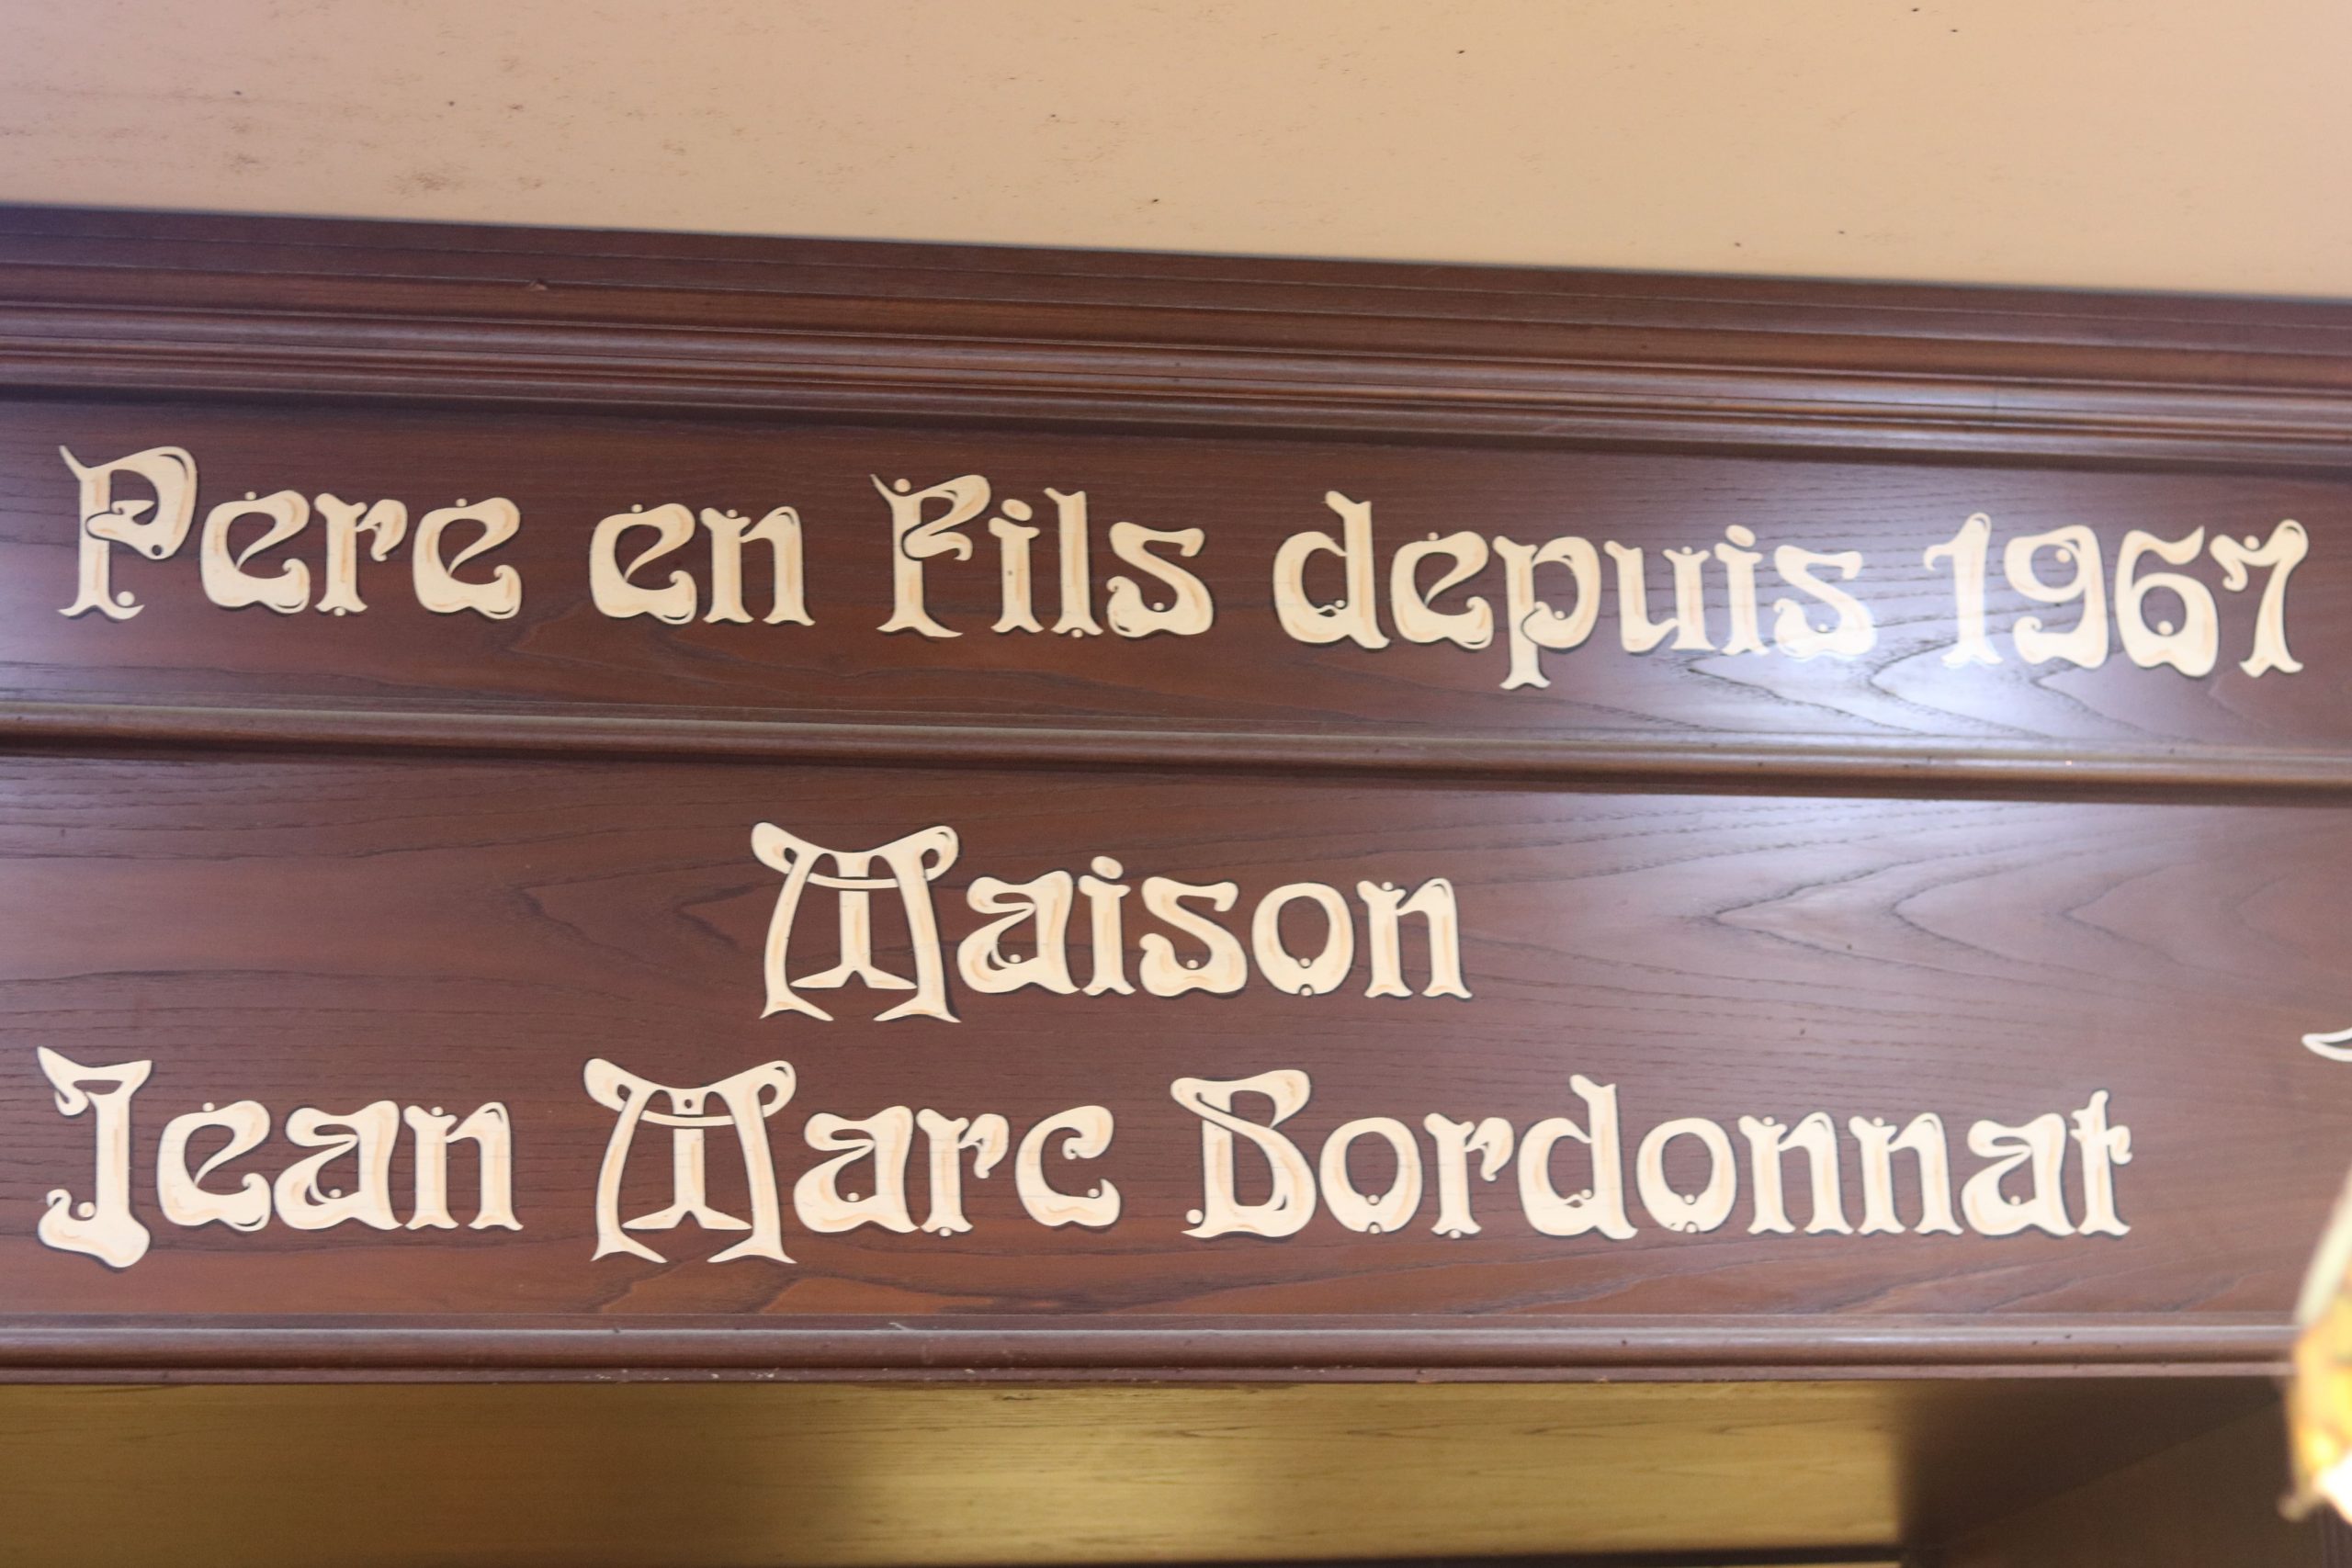 Pere en Fils depuis 1967
Maison
Jean Marc Bordonnat